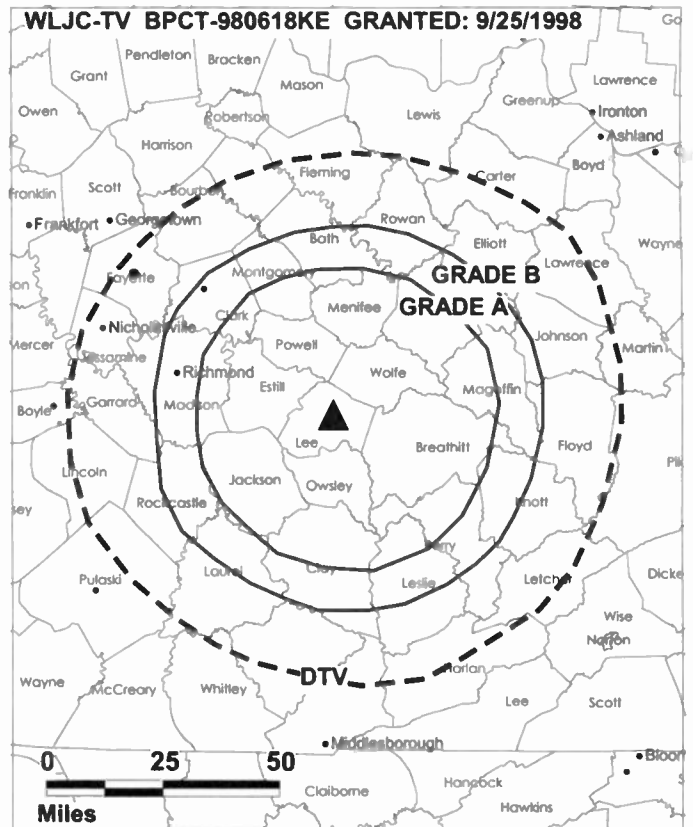 WLJC-TV BPCT-980618KE GRANTED: 9/25/1998
Pendleton
Bracken
Grant
Mason
Lawrence
Greenup
Owen
Robertson
Lewis
Ironton
Ashland
Harrison
Fleming
Boyd
Carter
Franklin
Scott
Bourbon
Frankfort
Georgetown
Rowan
Bath
Elliott
Wayne
Lawrence
Fayette
Montgomery
GRADE B
Menifee
GRADE A
Clark
Nicholasville
Johnson
Mercer
Powell
Martin
Jessamine
Richmond
Wolfe
Estill
Magoffin
Boyle
Garrard
Madison
Lee
Breathitt
Floyd
Lincoln
Jackson
Owsley
Rockcastle
Knott
Perry
Pulaski
Laurel
Clay
Leslie
Letcher
Wise
Norton
DTV
Harlan
Wayne
McCreary
Whitley
Lee
Scott
Middlesborough
0 25 50
Claiborne
Hancock
Hawkins
Miles